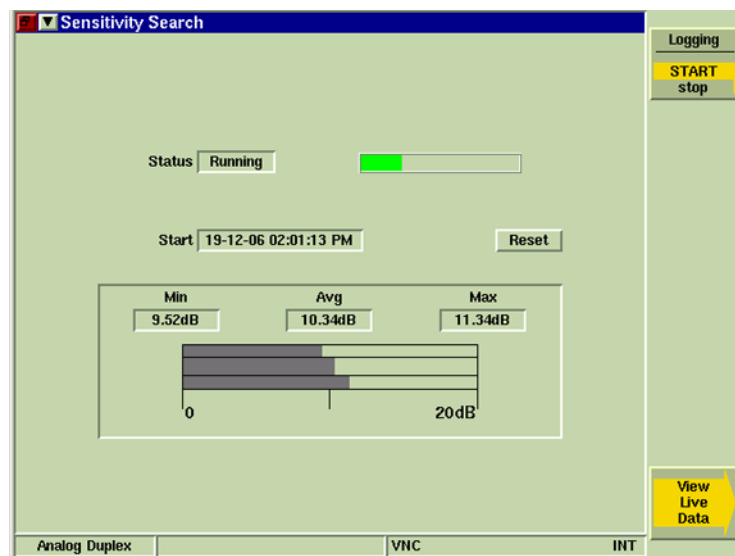 Sensitivity Search
Logging
START
stop
Status Running
Start 19-12-06 02:01:13 PM Reset
Min Avg Max
9.52dB 10.34dB 11.34dB
0 20dB
View
Live
Data
Analog Duplex VNC INT